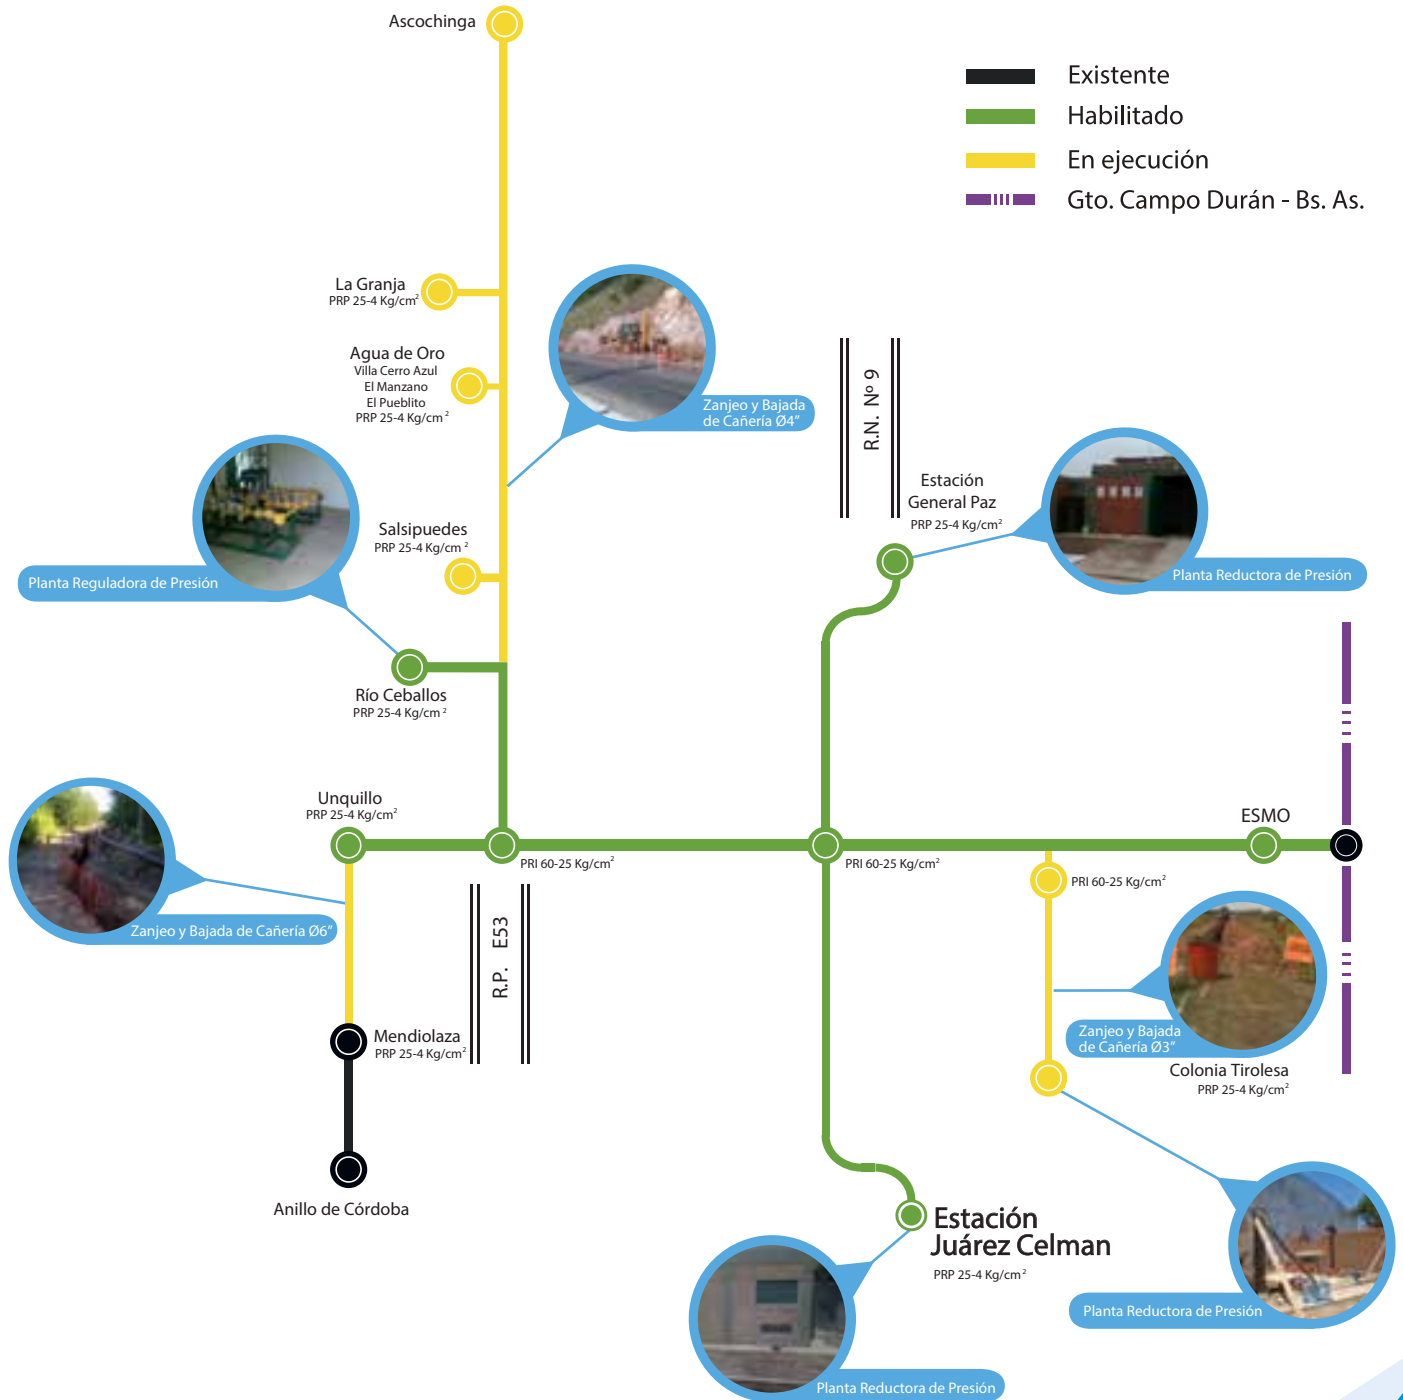 Ascochinga
Existente
Habilitado
En ejecución
Gto. Campo Durán - Bs. As.
La Granja
PRP 25-4 Kg/cm²
Agua de Oro
Villa Cerro Azul
El Manzano
El Pueblito
PRP 25-4 Kg/cm²
Zanjeo y Bajada
de Cañería Ø4”
R.N. Nº 9
Estación
General Paz
PRP 25-4 Kg/cm²
Salsipuedes
PRP 25-4 Kg/cm²
Planta Reguladora de Presión
Planta Reductora de Presión
Río Ceballos
PRP 25-4 Kg/cm²
Unquillo
PRP 25-4 Kg/cm²
ESMO
PRI 60-25 Kg/cm²
PRI 60-25 Kg/cm²
PRI 60-25 Kg/cm²
Zanjeo y Bajada de Cañería Ø6”
R.P. E53
Mendiolaza
PRP 25-4 Kg/cm²
Zanjeo y Bajada
de Cañería Ø3”
Colonia Tirolesa
PRP 25-4 Kg/cm²
Anillo de Córdoba
Estación
Juárez Celman
PRP 25-4 Kg/cm²
Planta Reductora de Presión
Planta Reductora de Presión